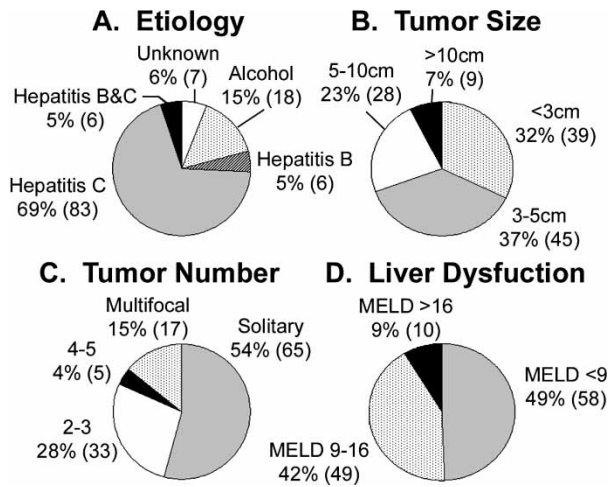 A. Etiology
Unknown
6% (7)
Alcohol
15% (18)
Hepatitis B&C
5% (6)
Hepatitis B
5% (6)
Hepatitis C
69% (83)
B. Tumor Size
>10cm
7% (9)
5-10cm
23% (28)
<3cm
32% (39)
3-5cm
37% (45)
C. Tumor Number
Multifocal
15% (17)
Solitary
54% (65)
4-5
4% (5)
2-3
28% (33)
D. Liver Dysfuction
MELD >16
9% (10)
MELD <9
49% (58)
MELD 9-16
42% (49)